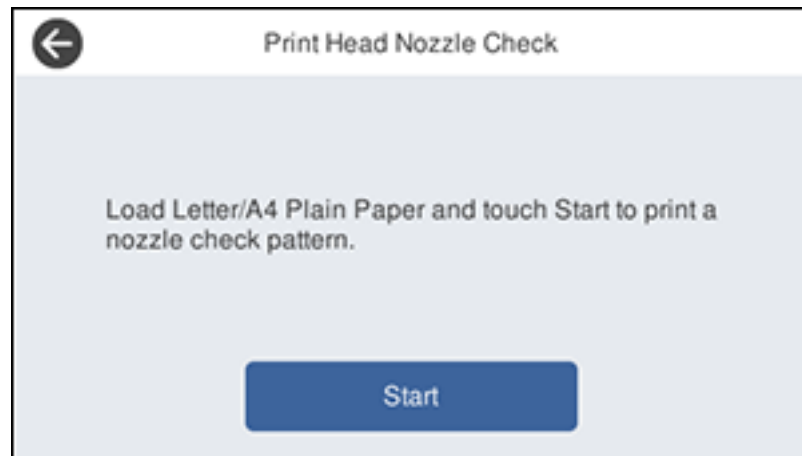 Print Head Nozzle Check
Load Letter/A4 Plain Paper and touch Start to print a
nozzle check pattern.
Start